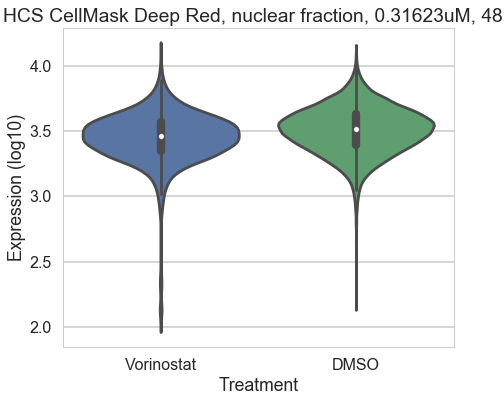 HCS CellMask Deep Red, nuclear fraction, 0.31623uM, 48
4.0
3.5
3.0
2.5
2.0
Expression (log10)
Vorinostat
DMSO
Treatment